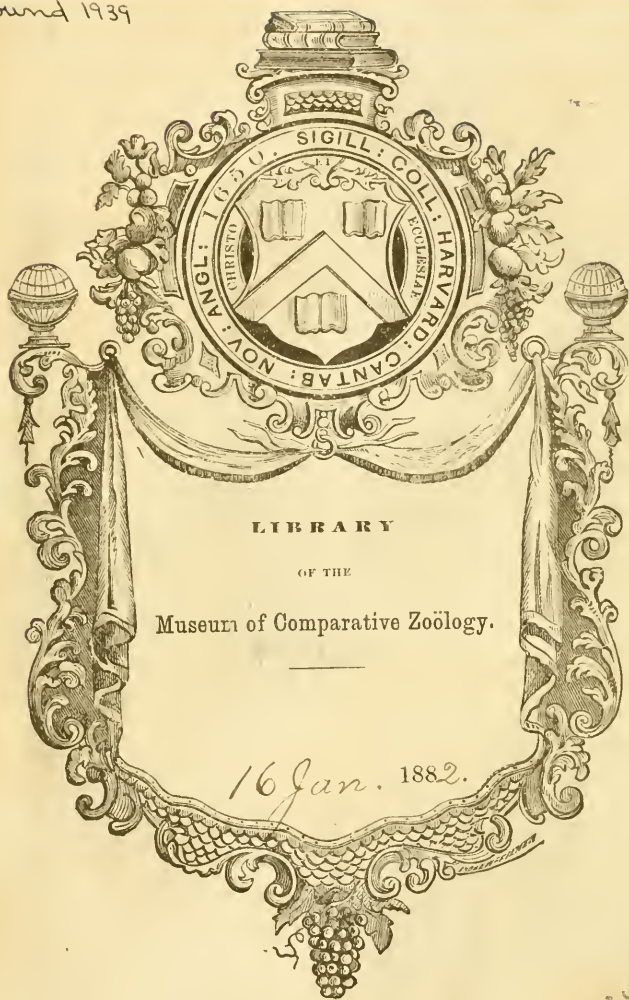 ound 1939
SIGILL : COLL : HARVARD : CANTAB : NOV : ANGL : 1650.
CHRISTO ET ECCLESIAE
LIBRARY
OF THE
Museum of Comparative Zoölogy.
16 Jan. 1882.